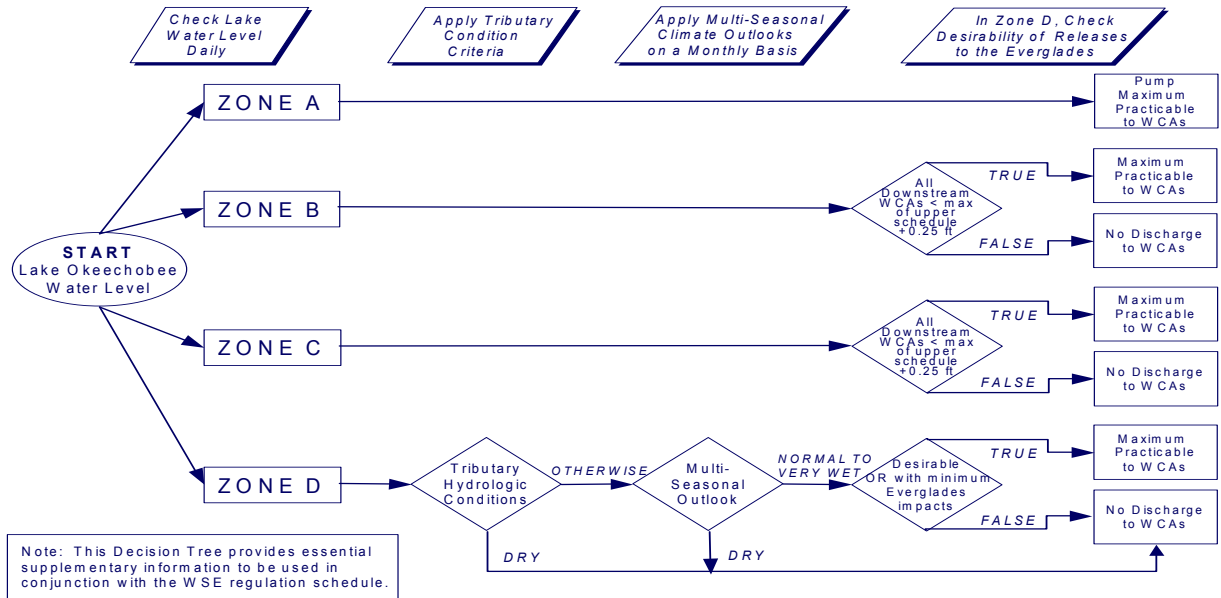 Check Lake
Water Level
Daily
Apply Tributary
Condition
Criteria
Apply Multi-Seasonal
Climate Outlooks
on a Monthly Basis
In Zone D, Check
Desirability of Releases
to the Everglades
ZONE A
Pump
Maximum
Practicable
to WCAs
ZONE B
All
Downstream
WCAs < max
of upper
schedule
+0.25 ft
TRUE
Maximum
Practicable
to WCAs
FALSE
No Discharge
to WCAs
START
Lake Okeechobee
Water Level
ZONE C
All
Downstream
WCAs < max
of upper
schedule
+0.25 ft
TRUE
Maximum
Practicable
to WCAs
FALSE
No Discharge
to WCAs
ZONE D
Tributary
Hydrologic
Conditions
OTHERWISE
Multi-
Seasonal
Outlook
NORMAL TO
VERY WET
Desirable
OR with minimum
Everglades
impacts
TRUE
Maximum
Practicable
to WCAs
FALSE
No Discharge
to WCAs
DRY
DRY
Note: This Decision Tree provides essential
supplementary information to be used in
conjunction with the WSE regulation schedule.